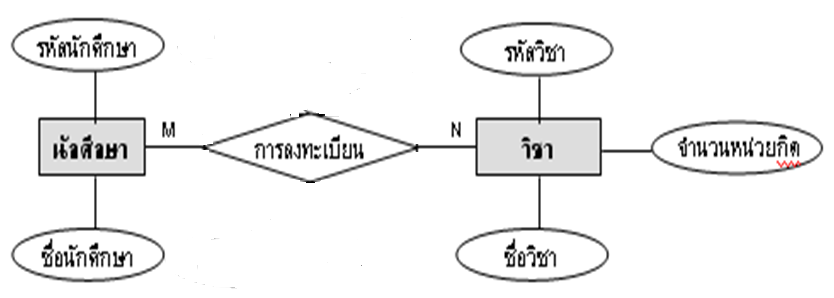 รหัสนักศึกษา
รหัสวิชา
นักศึกษา
M
การลงทะเบียน
N
วิชา
จำนวนหน่วยกิต
ชื่อนักศึกษา
ชื่อวิชา